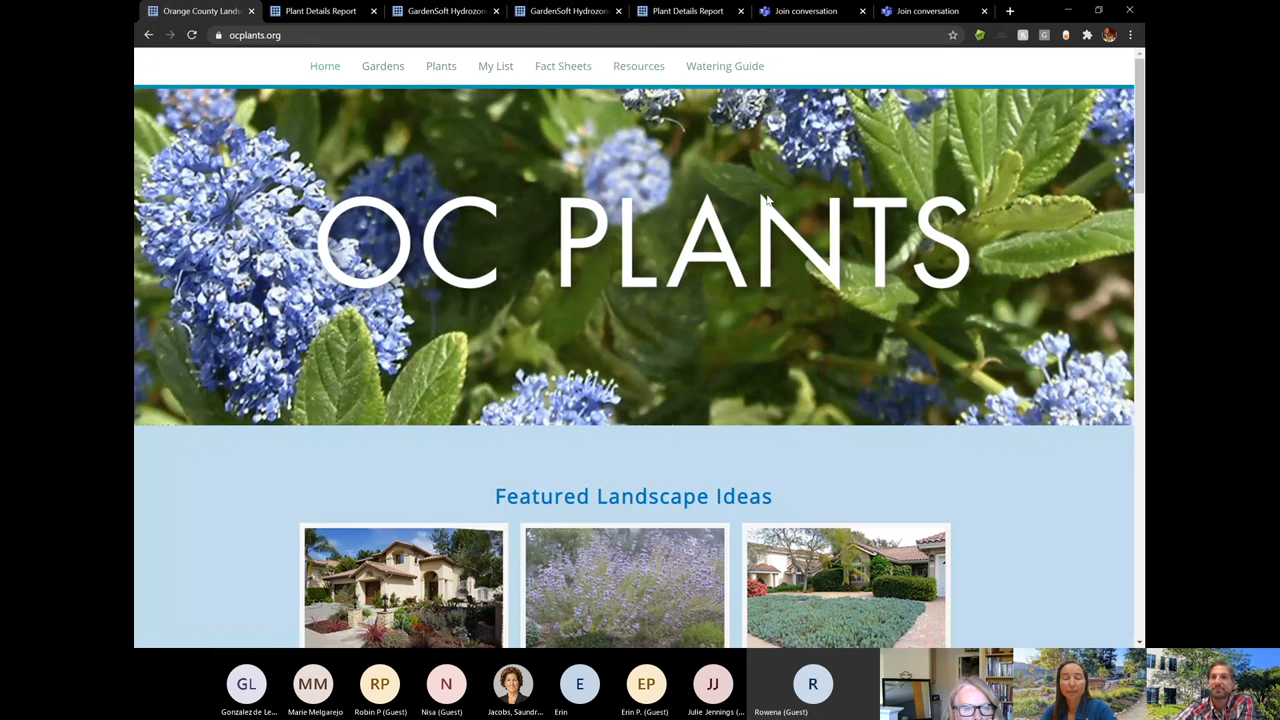 Orange County Lands
Plant Details Report
GardenSoft Hydrozon
GardenSoft Hydrozon
Plant Details Report
Join conversation
Join conversation
ocplants.org
Home Gardens Plants My List Fact Sheets Resources Watering Guide
OC PLANTS
Featured Landscape Ideas
GL MM RP N E EP JJ R
Gonzalez de Le... Marie Melgarejo Robin P (Guest) Nisa (Guest) Jacobs, Saundr... Erin Erin P. (Guest) Julie Jennings (... Rowena (Guest)